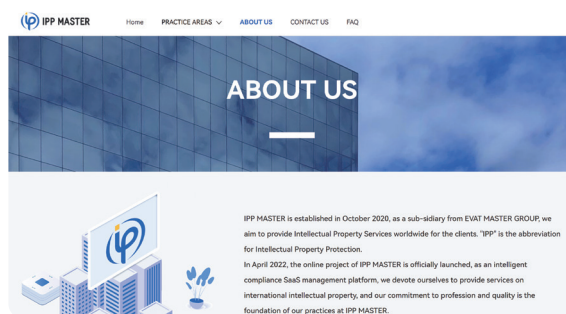 IPP MASTER
Home PRACTICE AREAS ABOUT US CONTACT US FAQ
ABOUT US
ip
IPP MASTER is established in October 2020, as a sub-sidiary from EVAT MASTER GROUP, we
aim to provide Intellectual Property Services worldwide for the clients. "IPP" is the abbreviation
for Intellectual Property Protection.
In April 2022, the online project of IPP MASTER is officially launched, as an intelligent
compliance SaaS management platform, we devote ourselves to provide services on
international intellectual property, and our commitment to profession and quality is the
foundation of our practices at IPP MASTER.